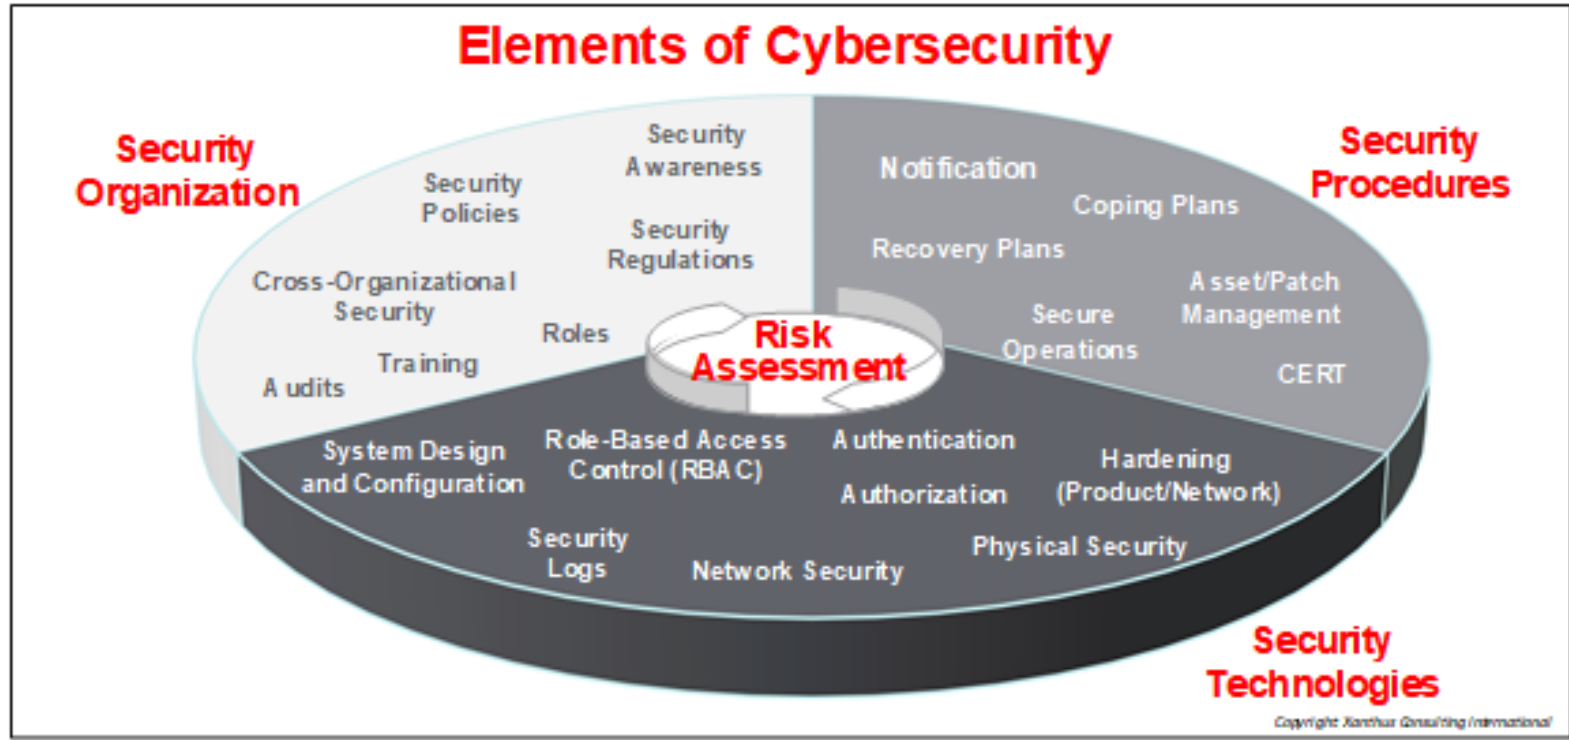 Elements of Cybersecurity
Security
Organization
Security
Awareness
Security
Policies
Security
Regulations
Cross-Organizational
Security
Roles
Training
Audits
Security
Procedures
Notification
Coping Plans
Recovery Plans
Asset/Patch
Management
Secure
Operations
CERT
Risk
Assessment
System Design
and Configuration
Role-Based Access
Control (RBAC)
Authentication
Authorization
Hardening
(Product/Network)
Security
Logs
Network Security
Physical Security
Security
Technologies
Copyright Xanthus Consulting International